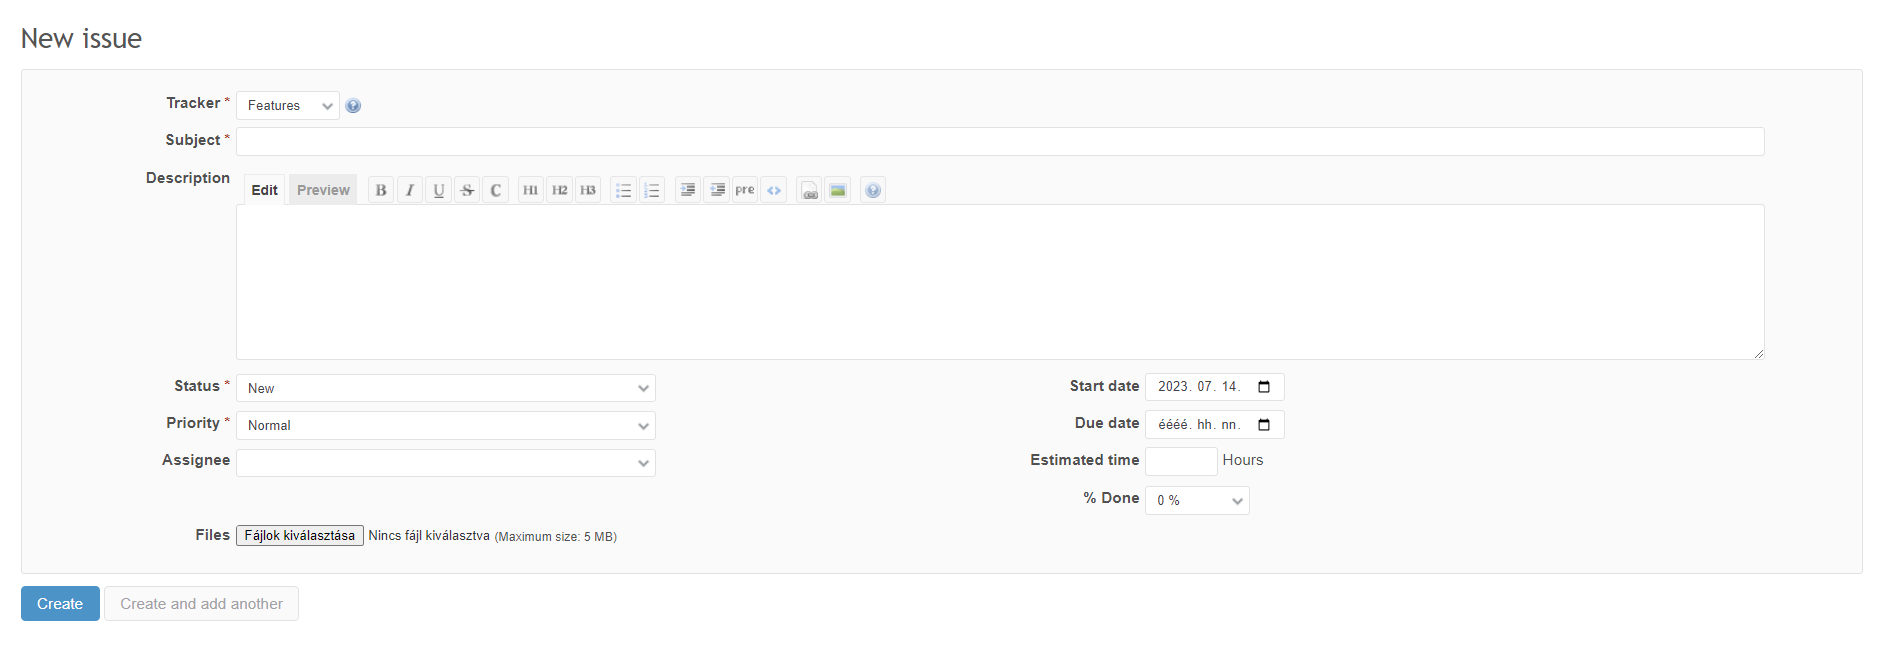 New issue
Tracker * Features
Subject *
Description Edit Preview B I U S C H1 H2 H3 pre <>
Status * New Start date 2023. 07. 14.
Priority * Normal Due date éééé. hh. nn.
Assignee Estimated time Hours
% Done 0 %
Files Fájlok kiválasztása Nincs fájl kiválasztva (Maximum size: 5 MB)
Create Create and add another